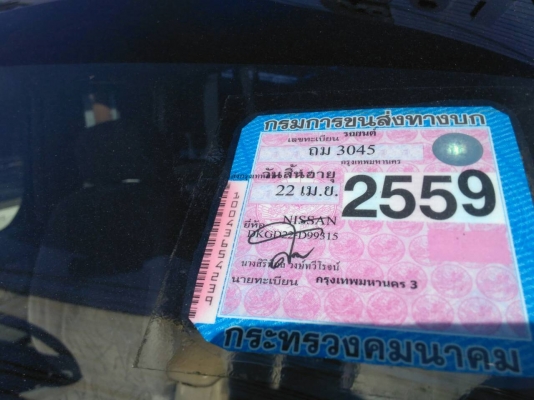 กรมการขนส่งทางบก
เลขทะเบียน รถยนต์
ถม 3045
กรุงเทพมหานคร
วันสิ้นอายุ
22 เม.ย. 2559
ยี่ห้อ NISSAN
นายทะเบียน กรุงเทพมหานคร 3
กระทรวงคมนาคม